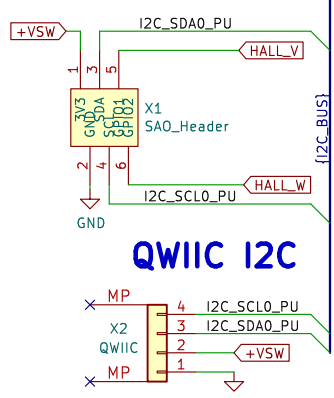 +VSW
I2C_SDA0_PU
HALL_V
1
3
5
3V3
SDA
GPIO1
GND
SCL
GPIO2
X1
SAO_Header
{I2C_BUS}
2
4
6
HALL_W
I2C_SCL0_PU
GND
QWIIC I2C
MP
4
I2C_SCL0_PU
X2
3
I2C_SDA0_PU
QWIIC
2
+VSW
MP
1